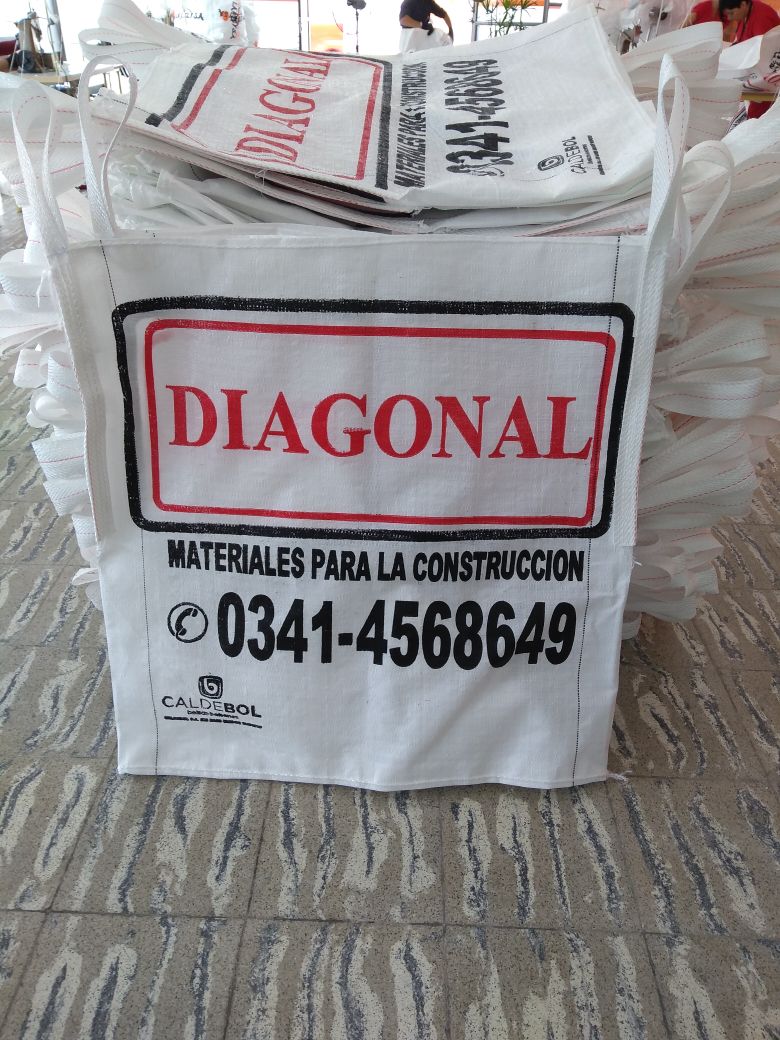 DIAGONAL
MATERIALES PARA LA CONSTRUCCION
0341-4568649
CALDEBOL
DIAGONAL
MATERIALES PARA LA CONSTRUCCION
0341-4568649
CALDEBOL